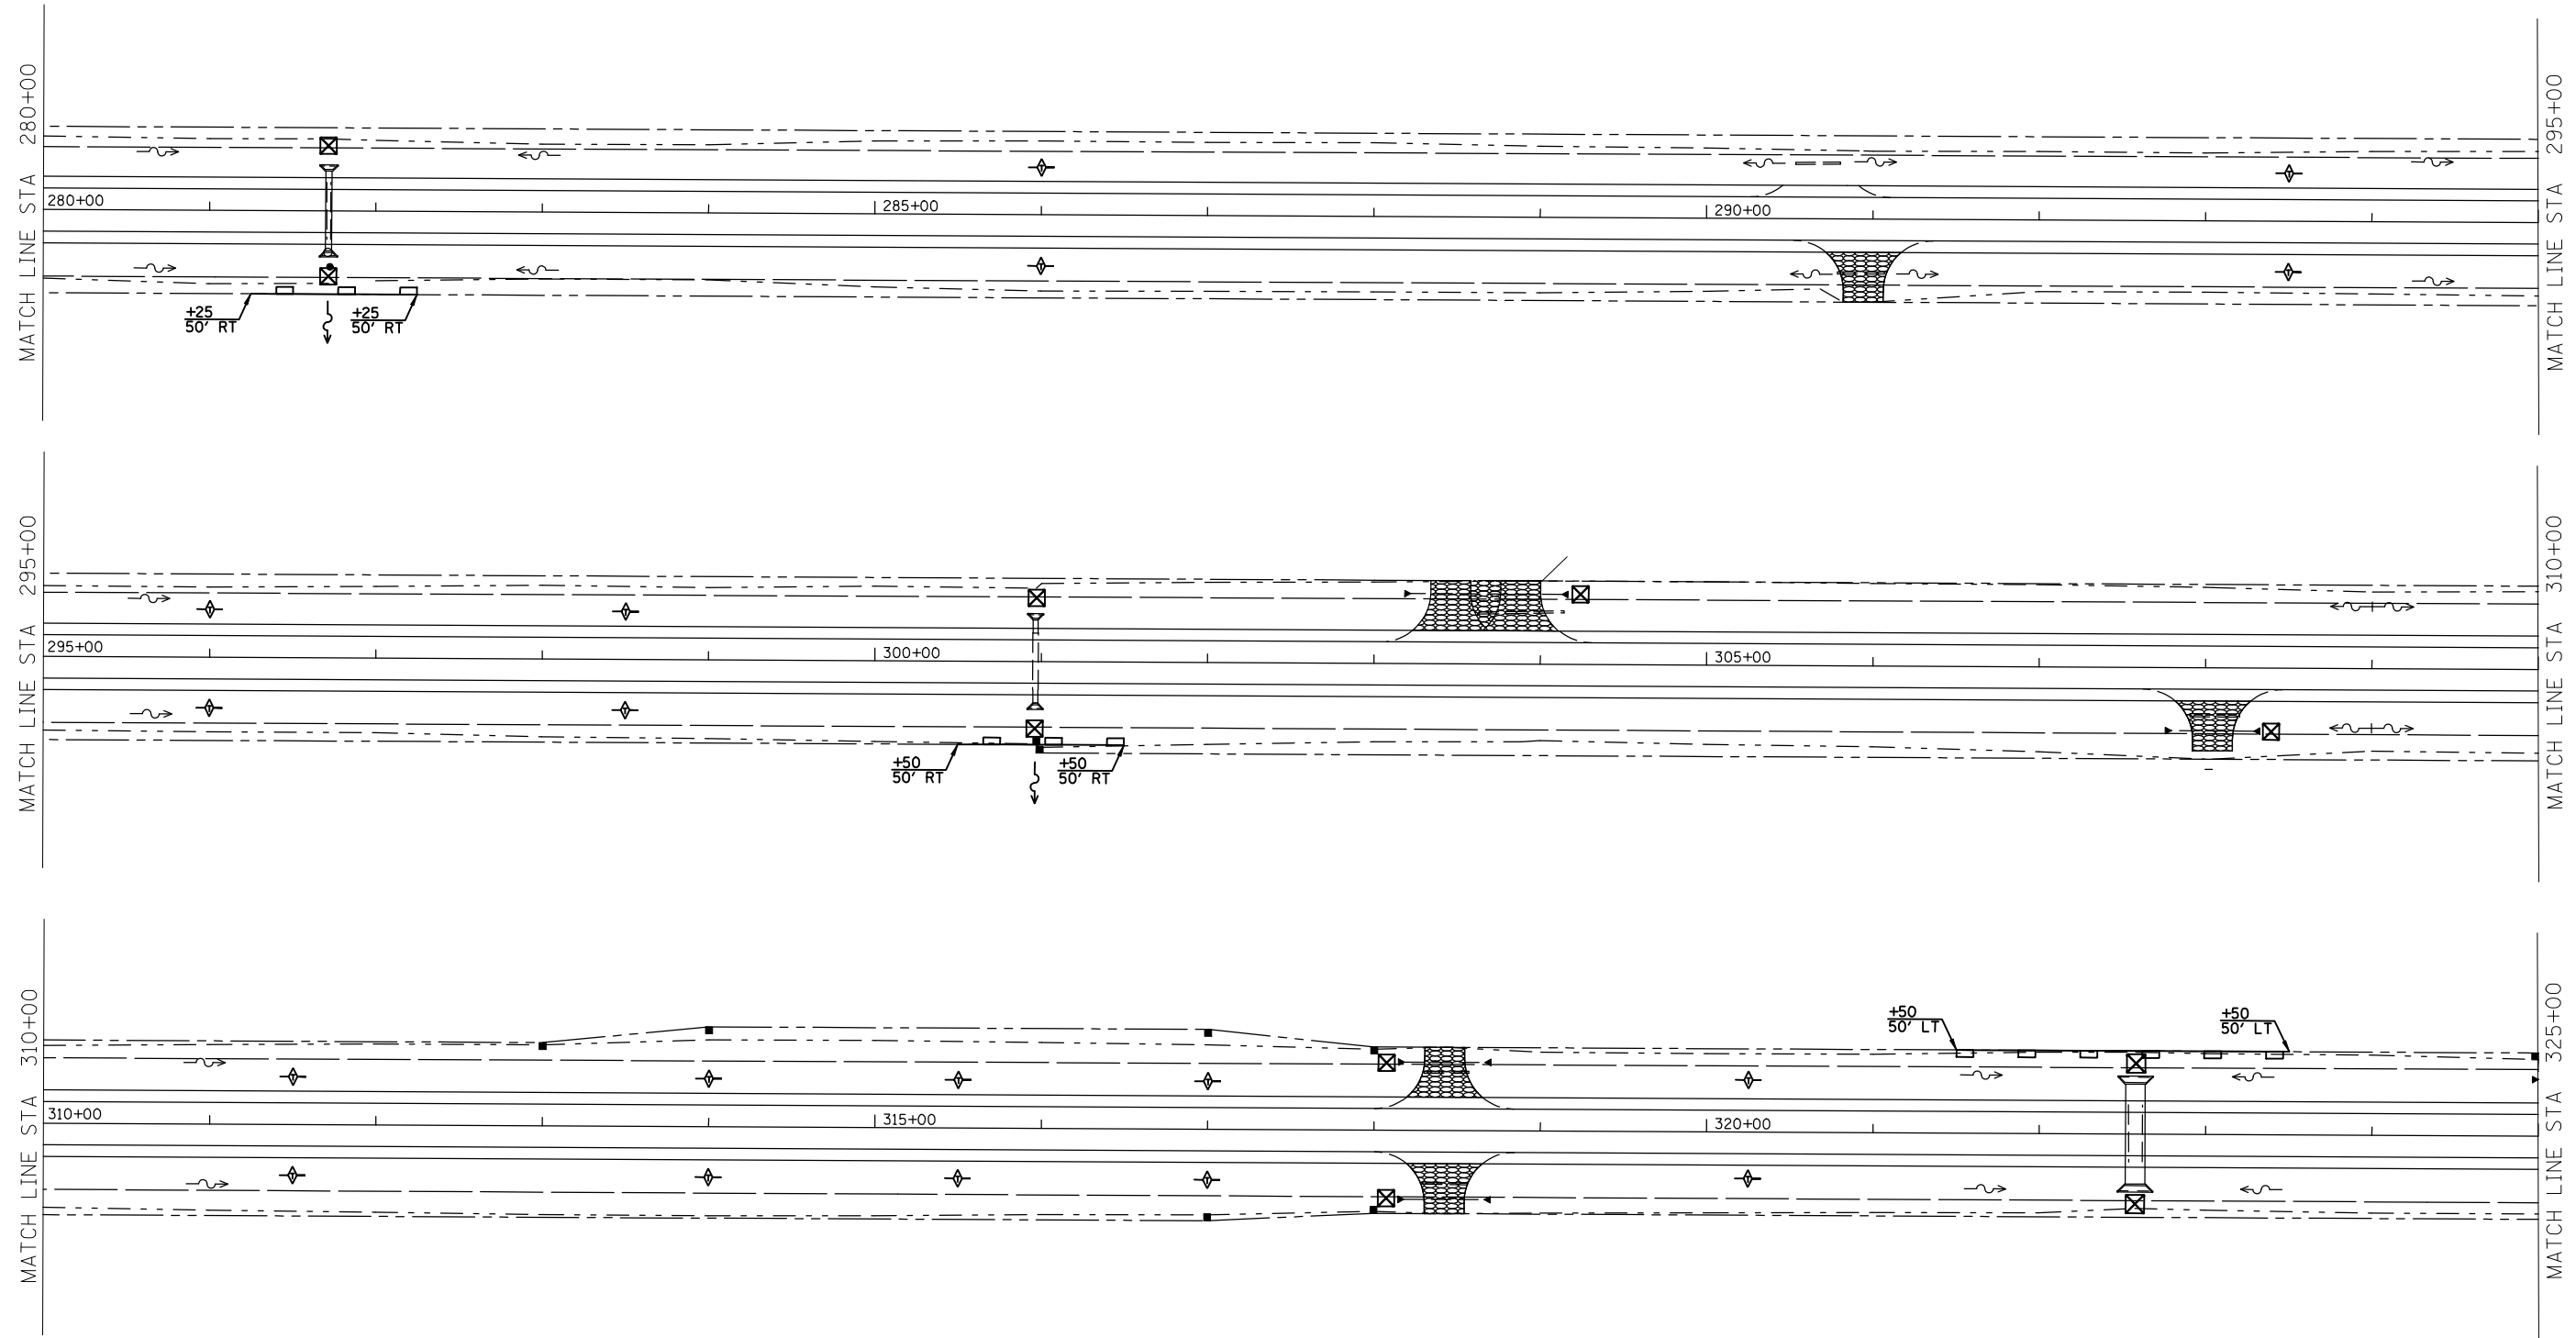 MATCH LINE STA 280+00
280+00
285+00
290+00
+25
50' RT
+25
50' RT
MATCH LINE STA 295+00
MATCH LINE STA 295+00
295+00
300+00
305+00
+50
50' RT
+50
50' RT
MATCH LINE STA 310+00
MATCH LINE STA 310+00
+50
50' LT
+50
50' LT
310+00
315+00
320+00
MATCH LINE STA 325+00